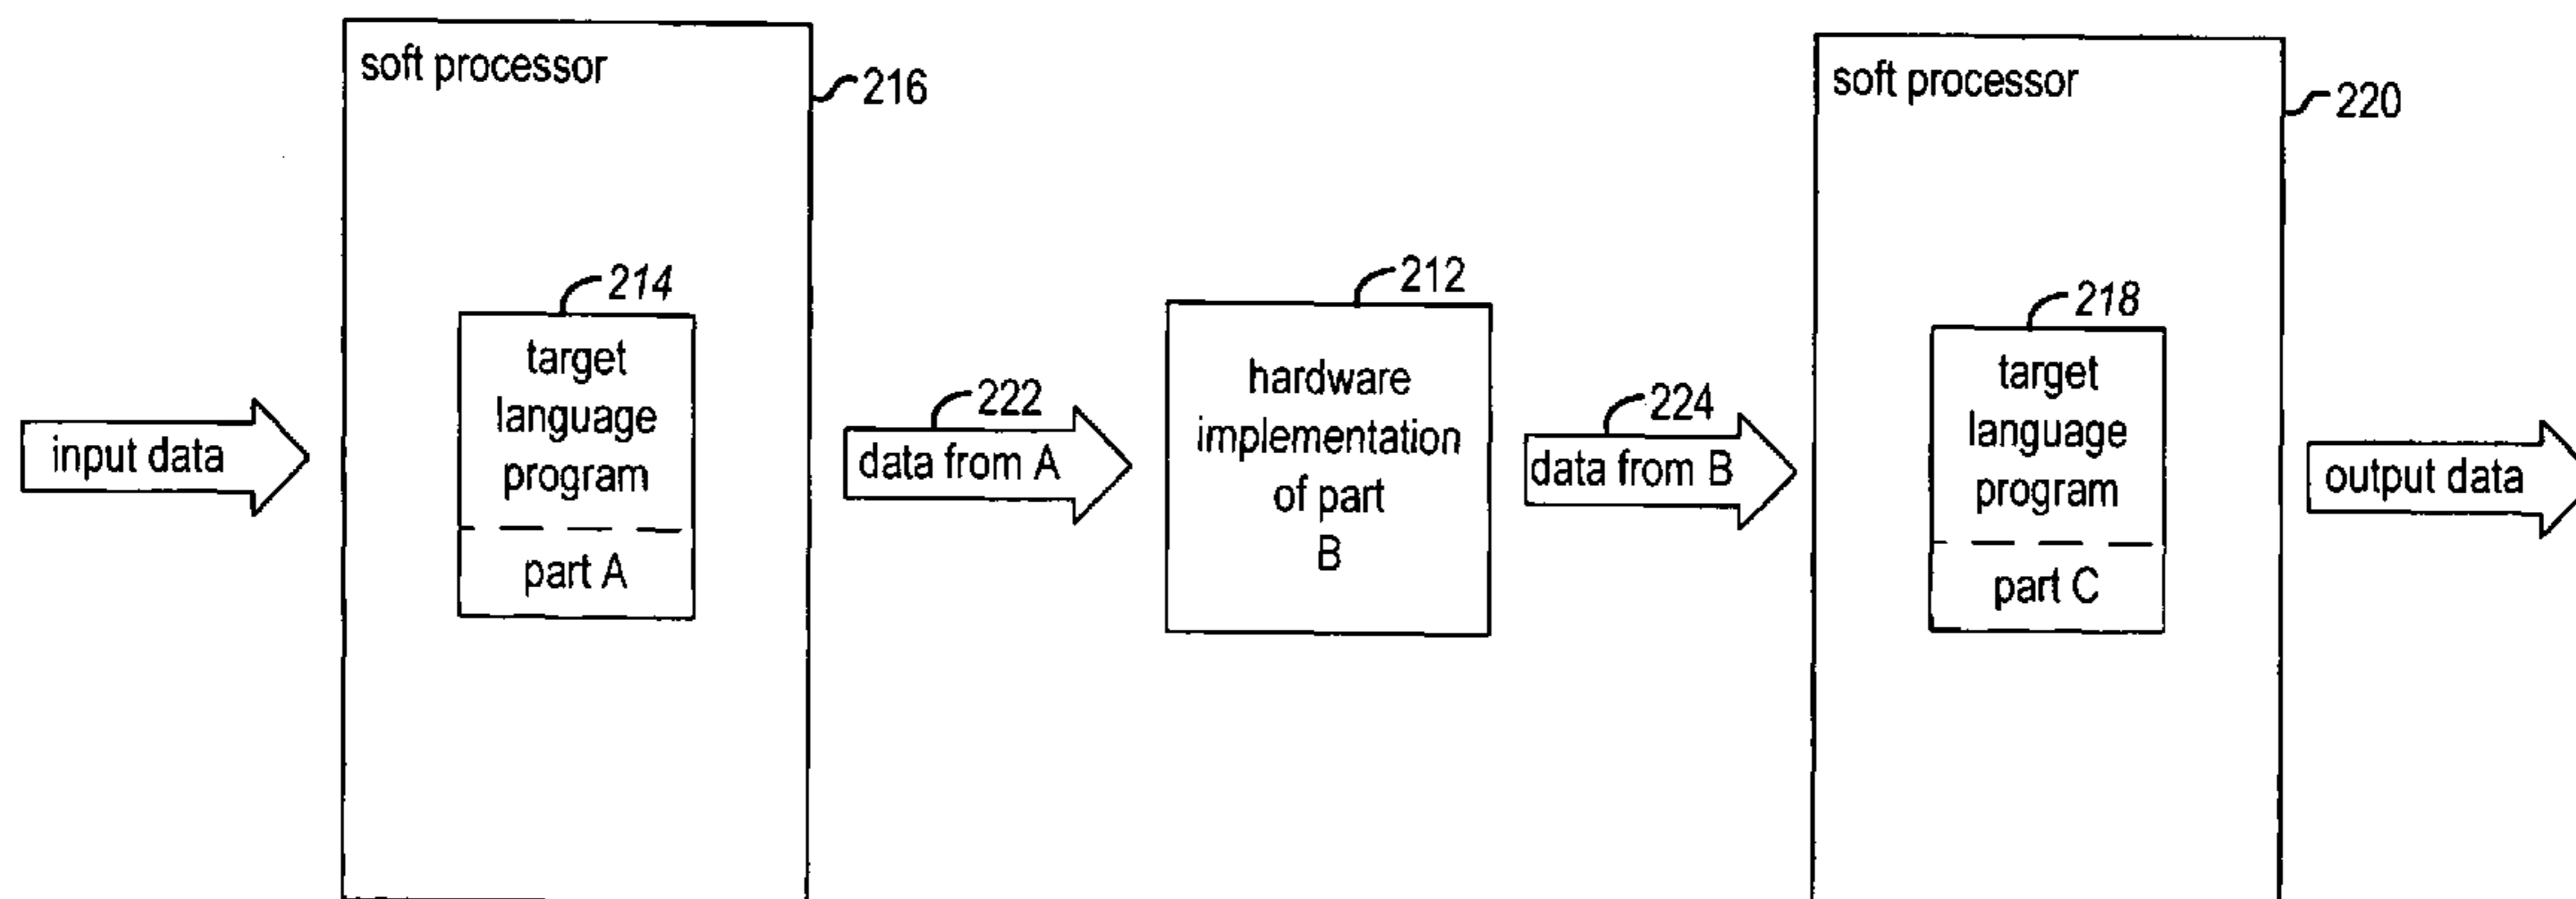 input data
soft processor
216
214
target
language
program
part A
222
data from A
212
hardware
implementation
of part
B
224
data from B
soft processor
220
218
target
language
program
part C
output data